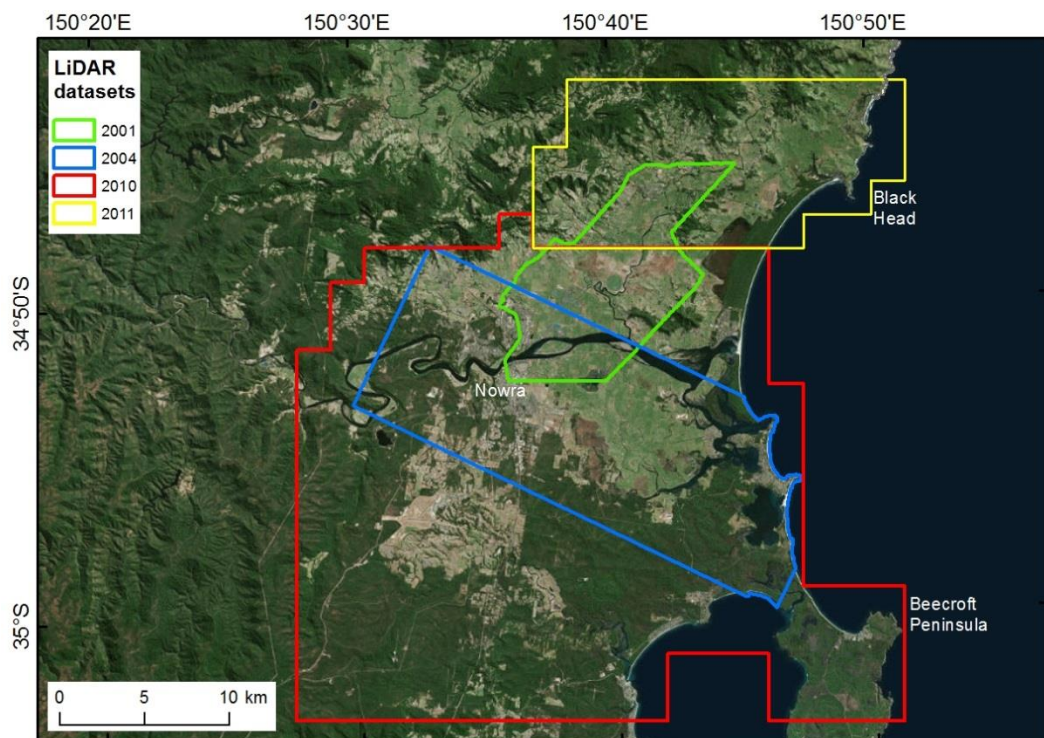 150°20'E 150°30'E 150°40'E 150°50'E
LiDAR
datasets
2001
2004
2010
2011
Black
Head
34°50'S
Nowra
Beecroft
Peninsula
35°S
0 5 10 km